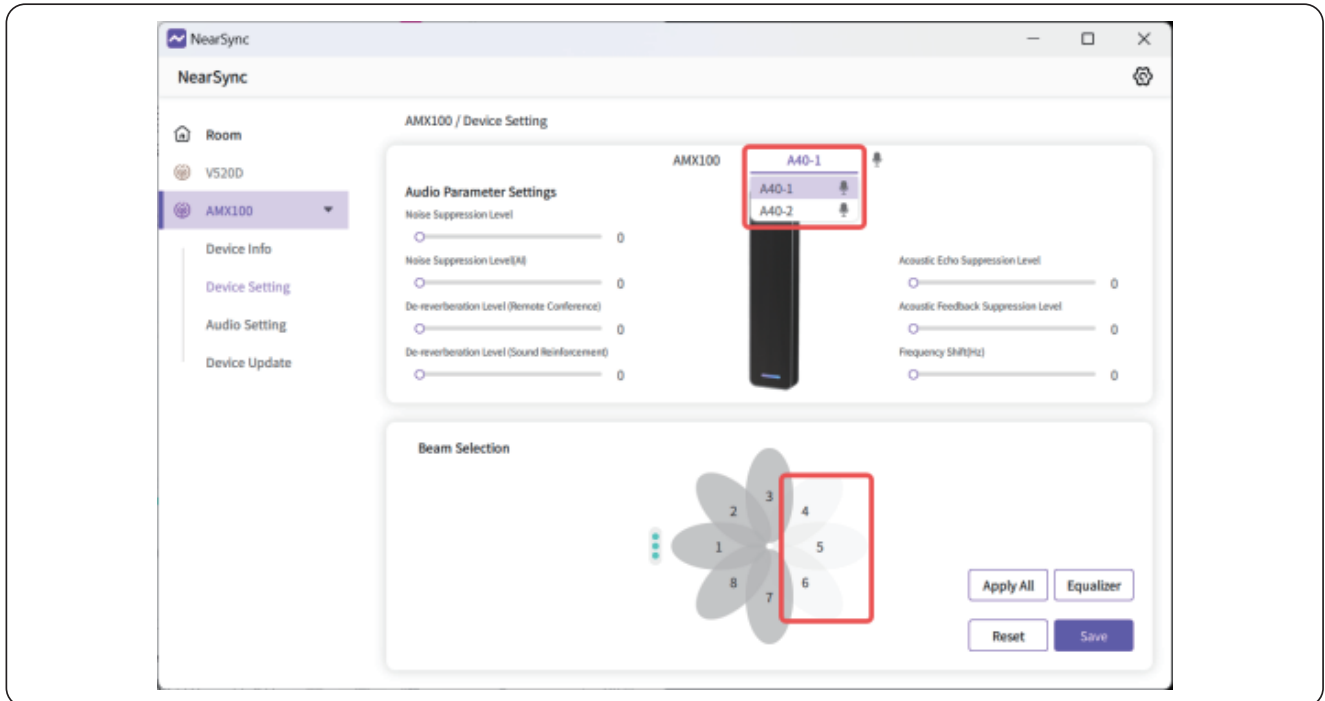 NearSync
NearSync
Room
V520D
AMX100
Device Info
Device Setting
Audio Setting
Device Update
AMX100 / Device Setting
AMX100 A40-1
A40-1
A40-2
Audio Parameter Settings
Noise Suppression Level
0
Noise Suppression Level(AI)
0
De-reverberation Level (Remote Conference)
0
De-reverberation Level (Sound Reinforcement)
0
Acoustic Echo Suppression Level
0
Acoustic Feedback Suppression Level
0
Frequency Shift(Hz)
0
Beam Selection
3
2 4
1 5
8 6
7
Apply All Equalizer
Reset Save